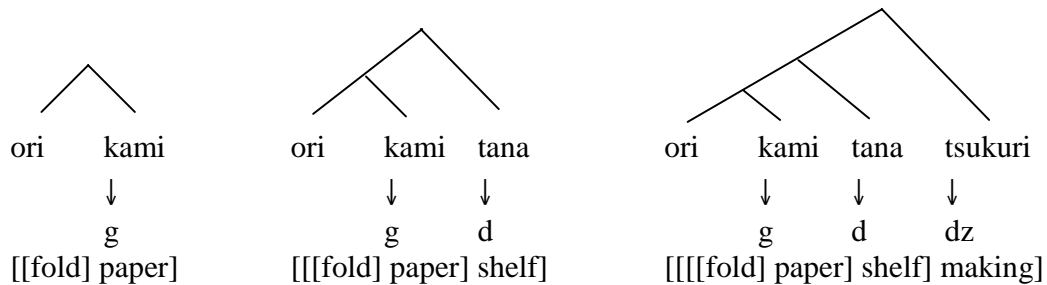 ori kami ori kami tana ori kami tana tsukuri
↓ ↓ ↓ ↓ ↓ ↓
g g d g d dz
[[fold] paper] [[[fold] paper] shelf] [[[[fold] paper] shelf] making]